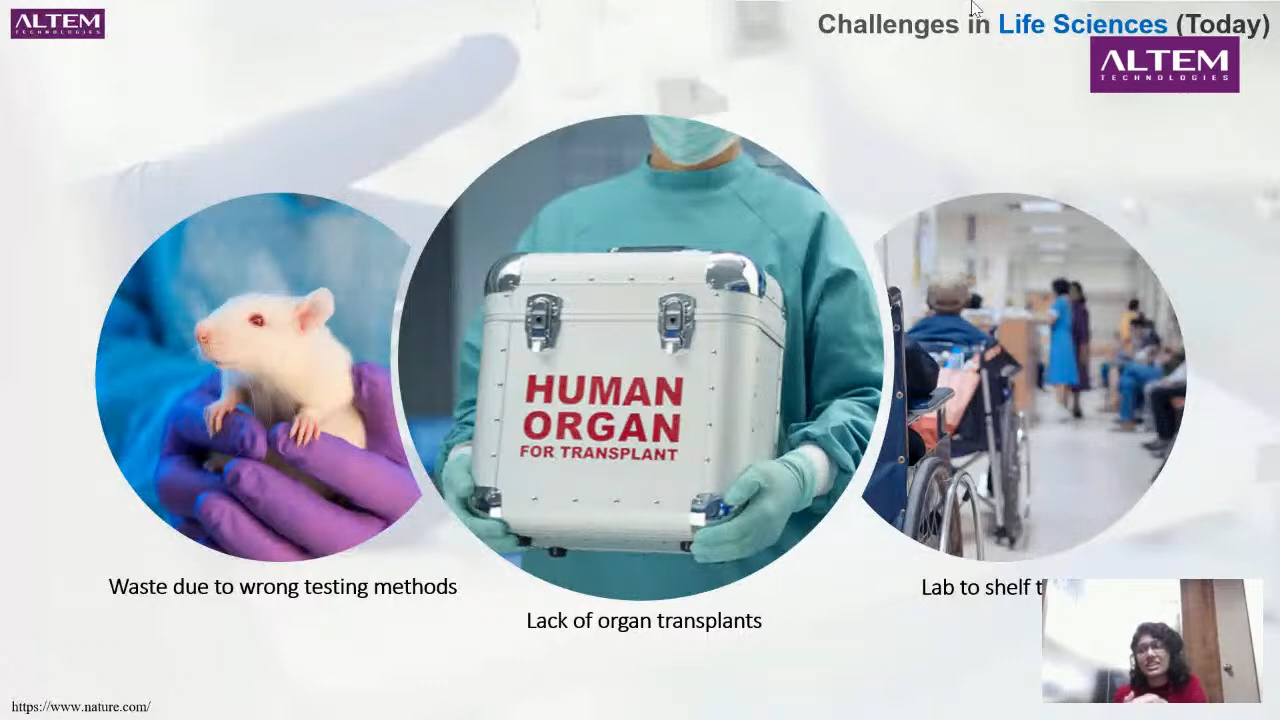 ALTEM
TECHNOLOGIES
Challenges in Life Sciences (Today)
ALTEM
TECHNOLOGIES
HUMAN
ORGAN
FOR TRANSPLANT
Waste due to wrong testing methods
Lack of organ transplants
Lab to shelf
https://www.nature.com/